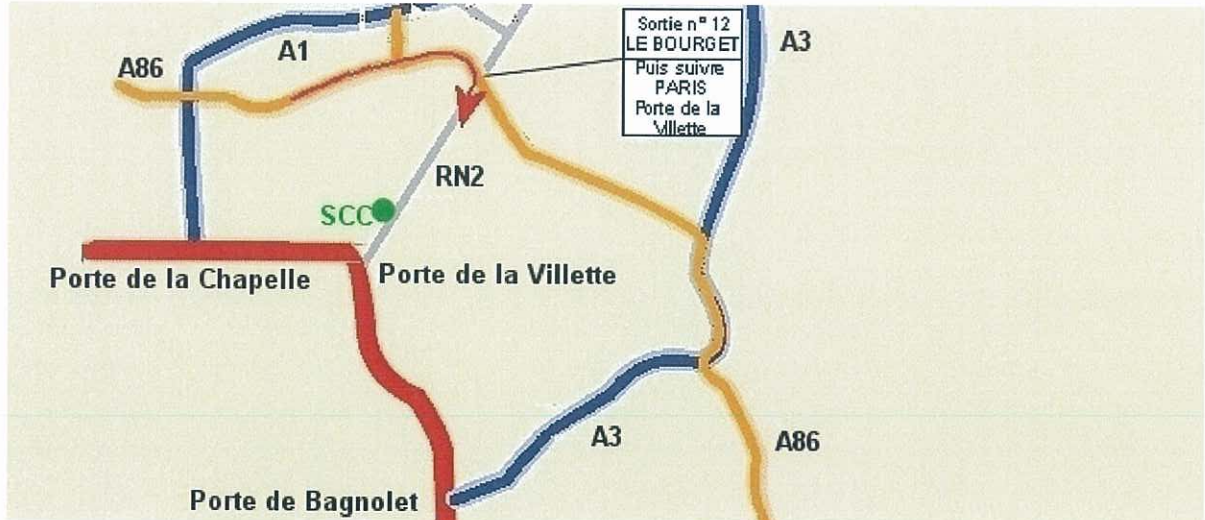 Sortie n° 12
LE BOURGET
Puis suivre
PARIS
Porte de la
Villette
A3
A1
A86
RN2
SCC
Porte de la Chapelle
Porte de la Villette
A3
A86
Porte de Bagnolet